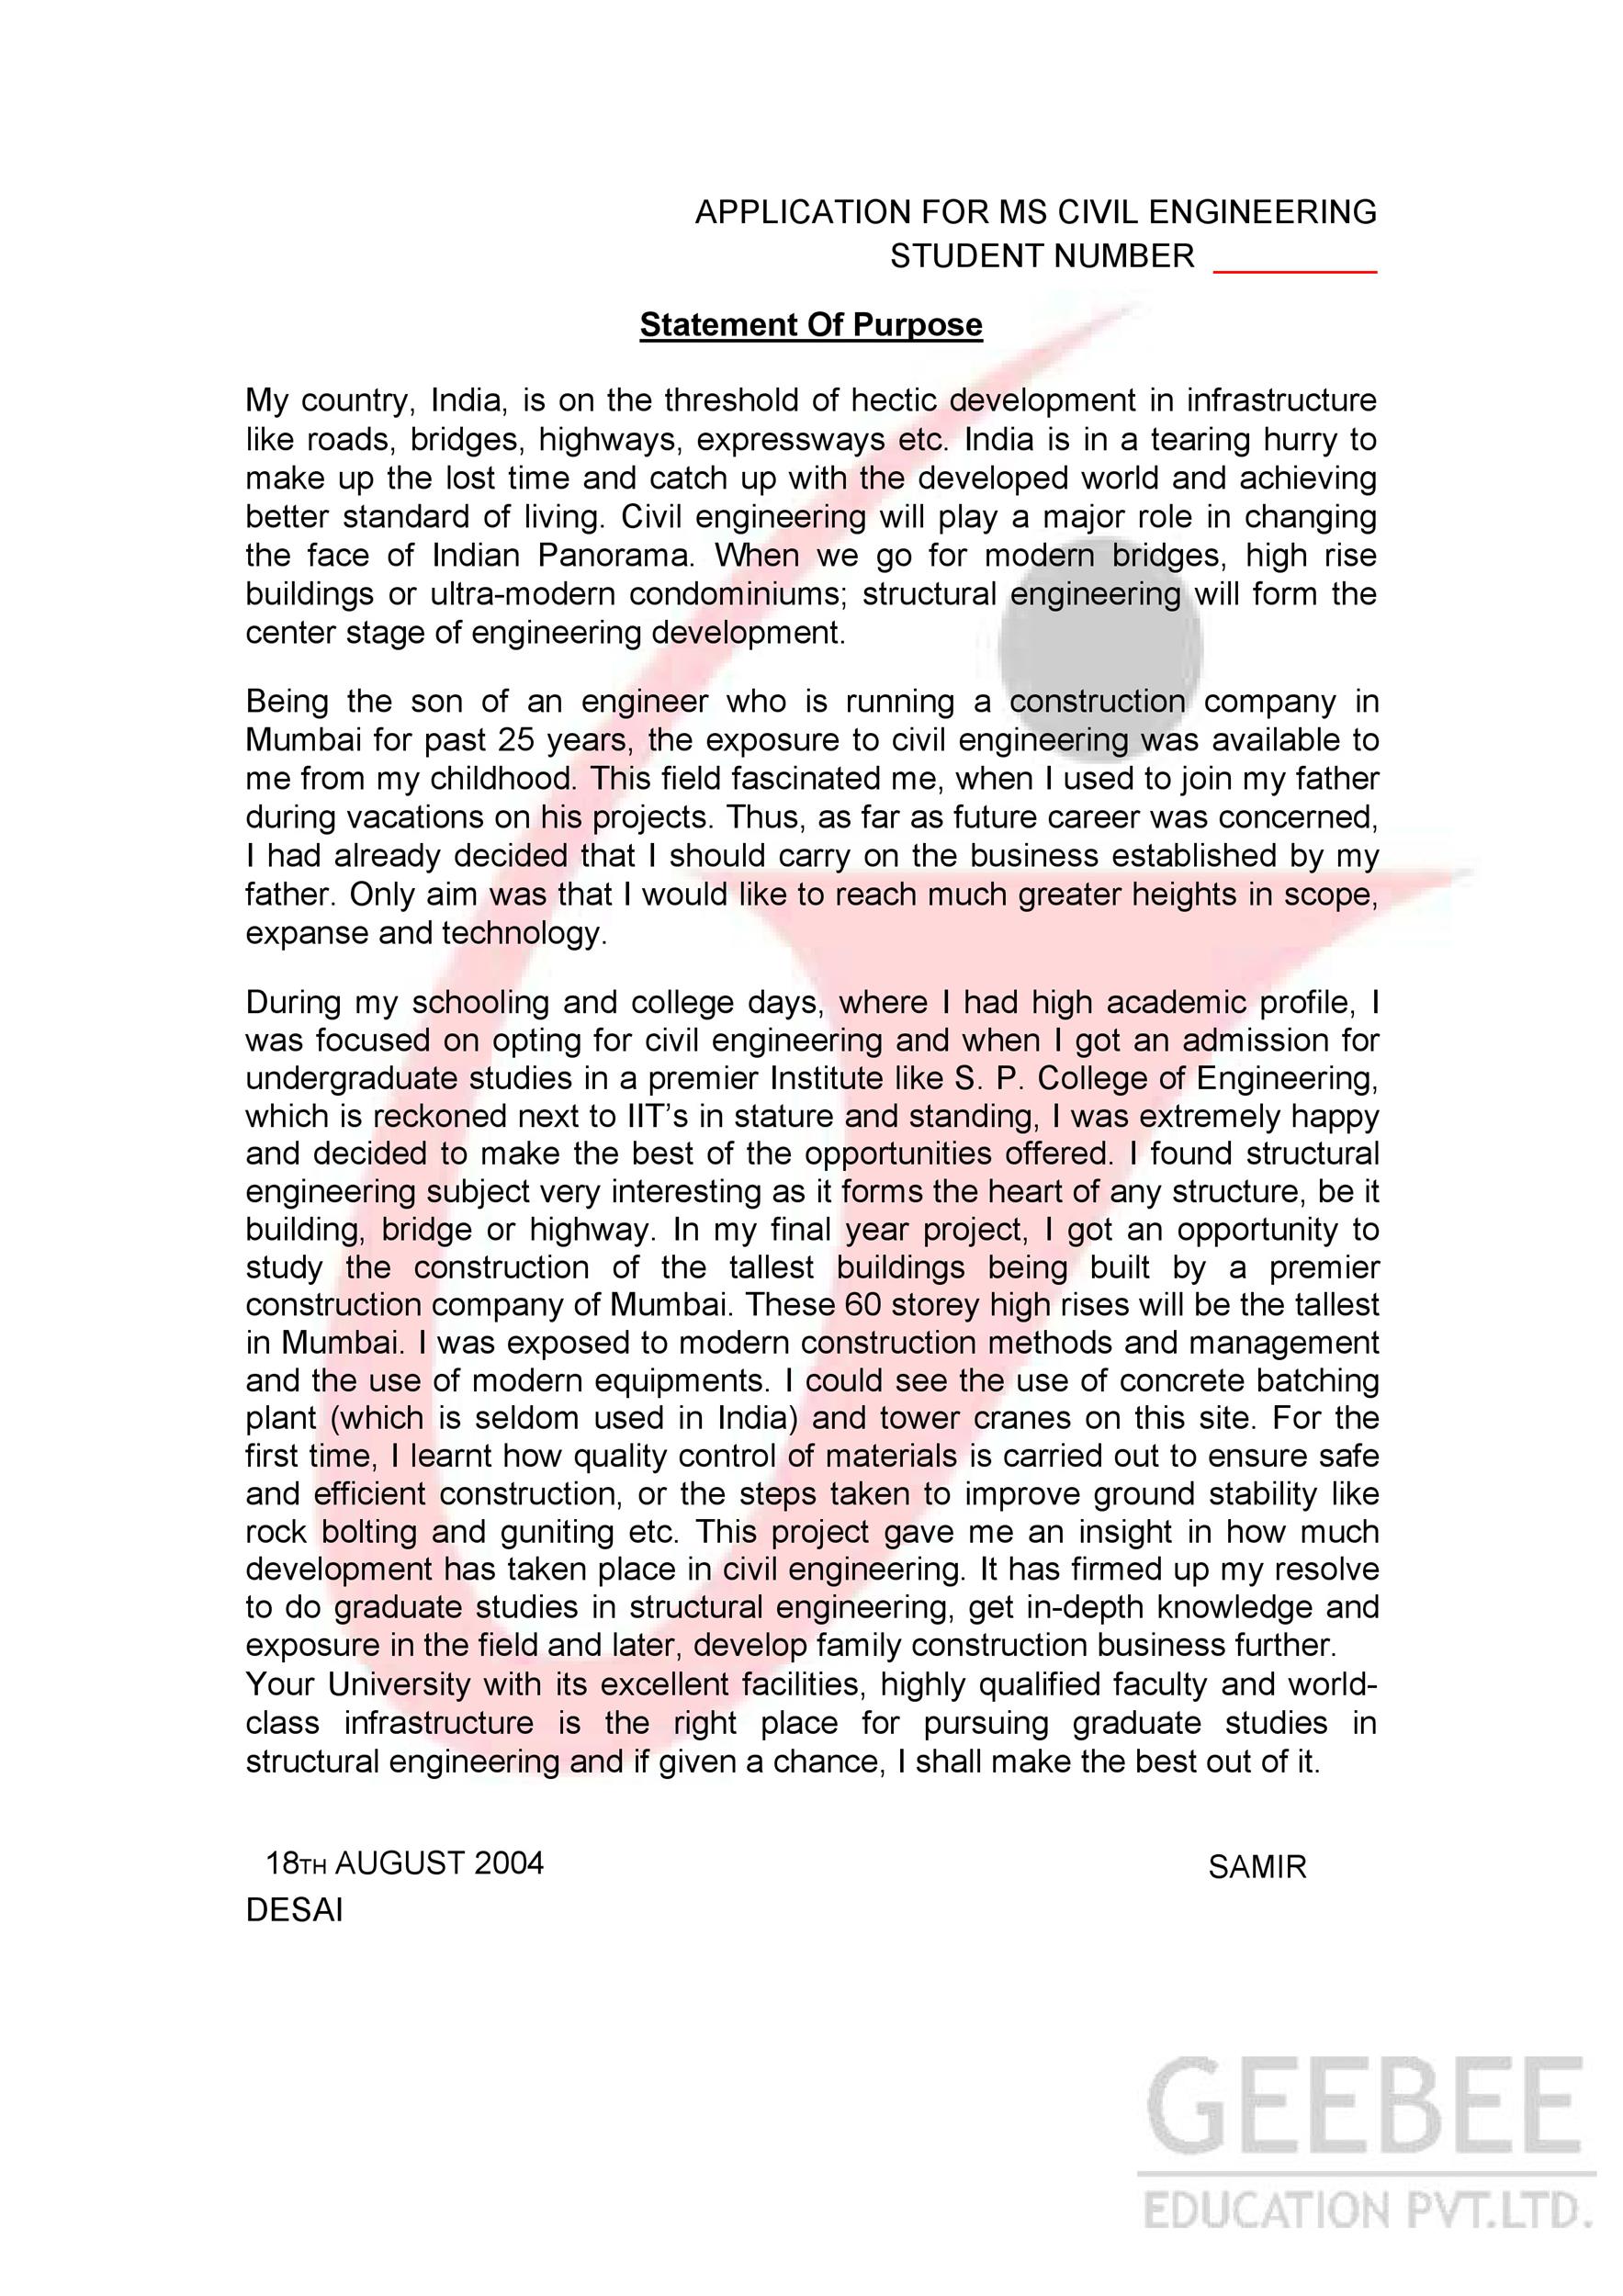 APPLICATION FOR MS CIVIL ENGINEERING
STUDENT NUMBER
Statement Of Purpose
My country, India, is on the threshold of hectic development in infrastructure
like roads, bridges, highways, expressways etc. India is in a tearing hurry to
make up the lost time and catch up with the developed world and achieving
better standard of living. Civil engineering will play a major role in changing
the face of Indian Panorama. When we go for modern bridges, high rise
buildings or ultra-modern condominiums; structural engineering will form the
center stage of engineering development.
Being the son of an engineer who is running a construction company in
Mumbai for past 25 years, the exposure to civil engineering was available to
me from my childhood. This field fascinated me, when I used to join my father
during vacations on his projects. Thus, as far as future career was concerned,
I had already decided that I should carry on the business established by my
father. Only aim was that I would like to reach much greater heights in scope,
expanse and technology.
During my schooling and college days, where I had high academic profile, I
was focused on opting for civil engineering and when I got an admission for
undergraduate studies in a premier Institute like S. P. College of Engineering,
which is reckoned next to IIT’s in stature and standing, I was extremely happy
and decided to make the best of the opportunities offered. I found structural
engineering subject very interesting as it forms the heart of any structure, be it
building, bridge or highway. In my final year project, I got an opportunity to
study the construction of the tallest buildings being built by a premier
construction company of Mumbai. These 60 storey high rises will be the tallest
in Mumbai. I was exposed to modern construction methods and management
and the use of modern equipments. I could see the use of concrete batching
plant (which is seldom used in India) and tower cranes on this site. For the
first time, I learnt how quality control of materials is carried out to ensure safe
and efficient construction, or the steps taken to improve ground stability like
rock bolting and guniting etc. This project gave me an insight in how much
development has taken place in civil engineering. It has firmed up my resolve
to do graduate studies in structural engineering, get in-depth knowledge and
exposure in the field and later, develop family construction business further.
Your University with its excellent facilities, highly qualified faculty and world-
class infrastructure is the right place for pursuing graduate studies in
structural engineering and if given a chance, I shall make the best out of it.
18TH AUGUST 2004 SAMIR
DESAI
GEEBEE
EDUCATION PVT.LTD.